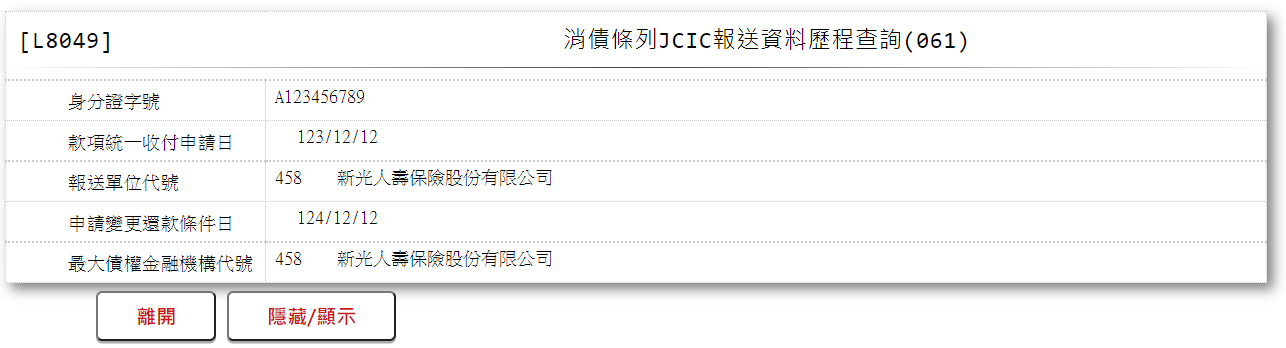 [L8049] 消債條列JCIC報送資料歷程查詢(061)
身分證字號 A123456789
款項統一收付申請日 123/12/12
報送單位代號 458 新光人壽保險股份有限公司
申請變更還款條件日 124/12/12
最大債權金融機構代號 458 新光人壽保險股份有限公司
離開 隱藏/顯示